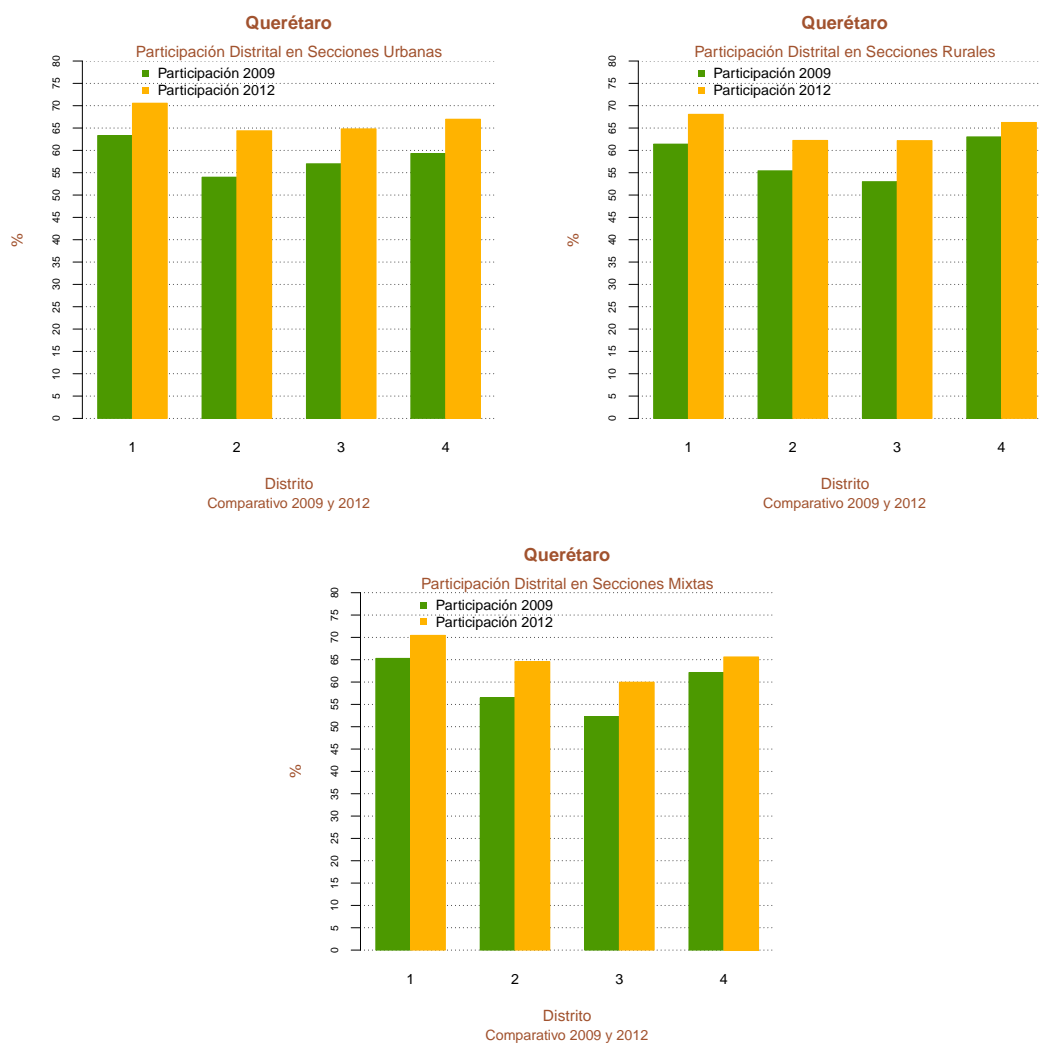 Querétaro
Participación Distrital en Secciones Urbanas
Participación 2009
Participación 2012
%
80
75
70
65
60
55
50
45
40
35
30
25
20
15
10
5
0
1 2 3 4
Distrito
Comparativo 2009 y 2012
Querétaro
Participación Distrital en Secciones Rurales
Participación 2009
Participación 2012
%
80
75
70
65
60
55
50
45
40
35
30
25
20
15
10
5
0
1 2 3 4
Distrito
Comparativo 2009 y 2012
Querétaro
Participación Distrital en Secciones Mixtas
Participación 2009
Participación 2012
%
80
75
70
65
60
55
50
45
40
35
30
25
20
15
10
5
0
1 2 3 4
Distrito
Comparativo 2009 y 2012